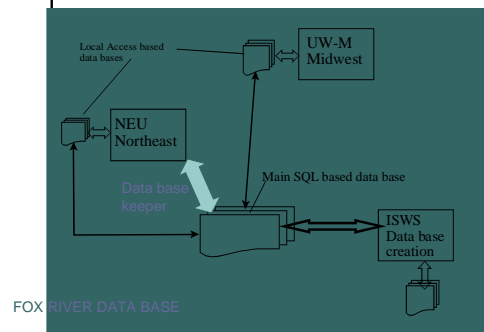 Local Access based
data bases
UW-M
Midwest
NEU
Northeast
Data base
keeper
Main SQL based data base
ISWS
Data base
creation
FOX RIVER DATA BASE